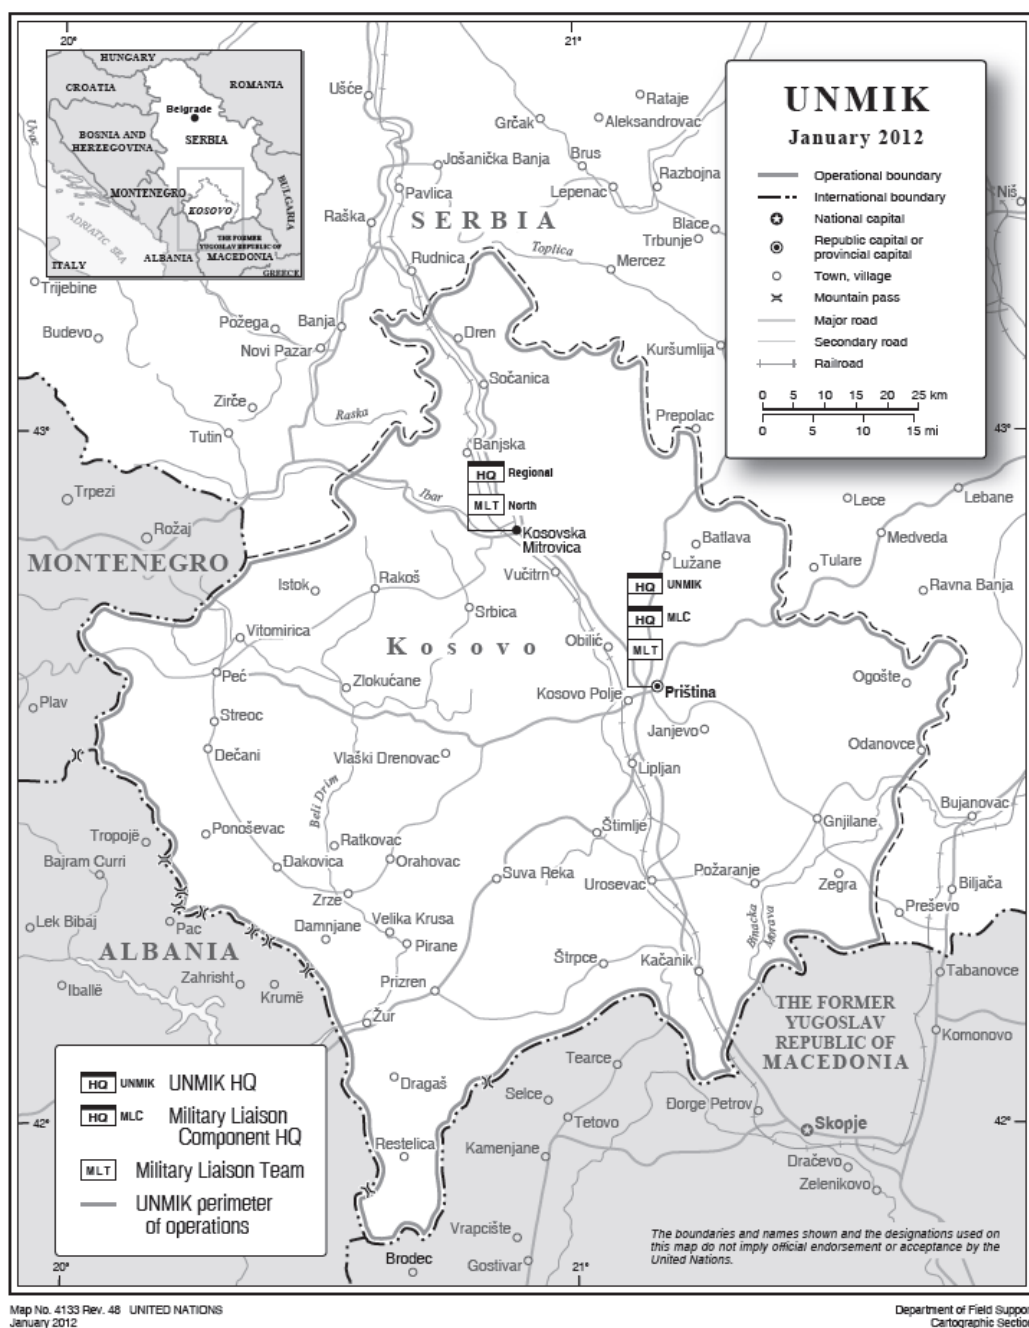 20°
21°
HUNGARY
CROATIA
ROMANIA
Belgrade
SERBIA
BOSNIA AND
HERZEGOVINA
MONTENEGRO
KOSOVO
BULGARIA
ADRIATIC SEA
THE FORMER
YUGOSLAV REPUBLIC OF
MACEDONIA
ITALY
ALBANIA
GREECE
UNMIK
January 2012
Operational boundary
International boundary
National capital
Republic capital or
provincial capital
Town, village
Mountain pass
Major road
Secondary road
Railroad
0 5 10 15 20 25 km
0 5 10 15 mi
Uvac
Ušće
Rataje
Grčak
Aleksandrovac
Jošanička Banja
Brus
Razbojna
Pavlica
Lepenac
Niš
Raška
SERBIA
Blace
Trbunje
Toplica
Rudnica
Mercez
Trijebine
Požega
Banja
Budevo
Dren
Novi Pazar
Kuršumlija
Sočanica
Zirče
Raska
Prepolac
43°
43°
Tutin
Banjska
HQ Regional
MLT North
Ibar
Trpezi
Lece
Lebane
Rožaj
Kosovska
Mitrovica
Batlava
Medveda
MONTENEGRO
Lužane
Tulare
Vučitrn
HQ UNMIK
Istok
Rakoš
Ravna Banja
Srbica
HQ MLC
Vitomirica
Kosovo
Obilić
MLT
Peć
Zlokućane
Ogošte
Kosovo Polje
Priština
Plav
Streoc
Janjevo
Odanovce
Dečani
Vlaški Drenovac
Lipljan
Beli Drim
Bujanovac
Tropojë
Ponoševac
Štimlje
Gnjilane
Ratkovac
Bajram Curri
Đakovica
Orahovac
Suva Reka
Urosevac
Požaranje
Zegra
Biljača
Zrze
Preševo
Lek Bibaj
Pac
Damnjane
Velika Krusa
Binacka
Morava
ALBANIA
Pirane
Štrpce
Kačanik
Tabanovce
Iballë
Zahrisht
Krumë
Prizren
Žur
THE FORMER
YUGOSLAV
REPUBLIC OF
MACEDONIA
Komonovo
Tearce
Dragaš
Selce
Đorge Petrov
42°
42°
Tetovo
Skopje
Restelica
Kamenjane
Dračevo
Zelenikovo
Vrapcište
Brodec
Gostivar
HQ UNMIK UNMIK HQ
HQ MLC Military Liaison
Component HQ
MLT Military Liaison Team
UNMIK perimeter
of operations
The boundaries and names shown and the designations used on
this map do not imply official endorsement or acceptance by the
United Nations.
20°
21°
Map No. 4133 Rev. 48 UNITED NATIONS
January 2012
Department of Field Suppor
Cartographic Section